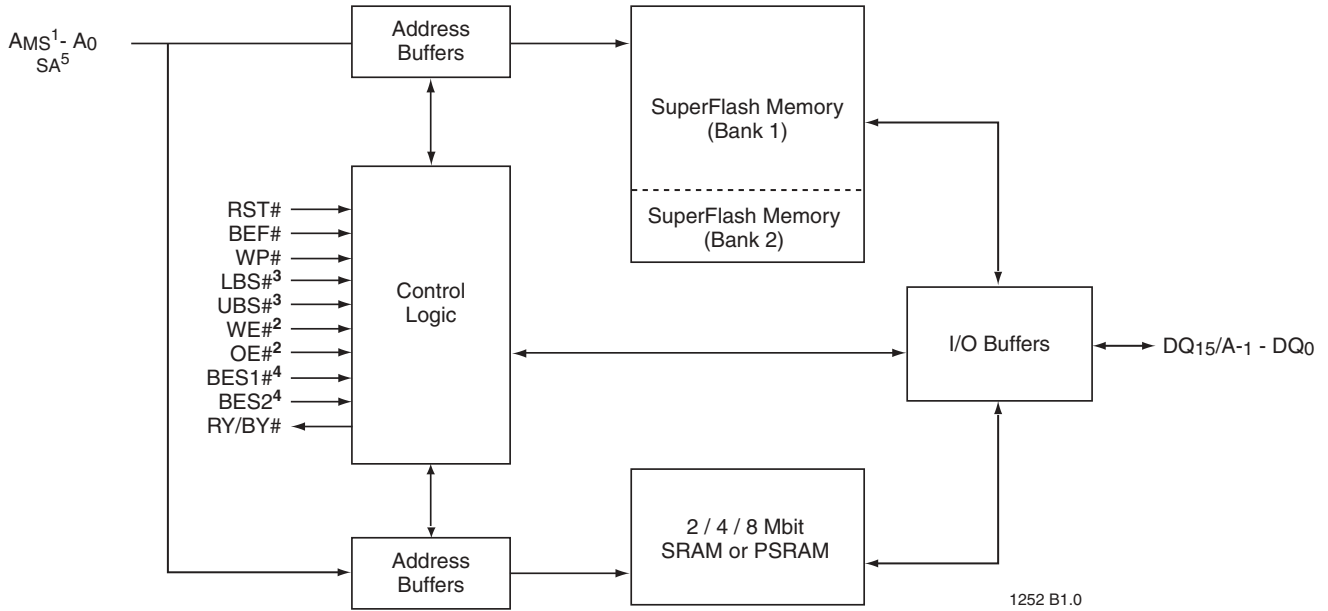 AMS¹- A0
SA⁵
Address
Buffers
SuperFlash Memory
(Bank 1)
SuperFlash Memory
(Bank 2)
RST#
BEF#
WP#
LBS#³
UBS#³
WE#²
OE#²
BES1#⁴
BES2⁴
RY/BY#
Control
Logic
I/O Buffers
DQ15/A-1 - DQ0
Address
Buffers
2 / 4 / 8 Mbit
SRAM or PSRAM
1252 B1.0